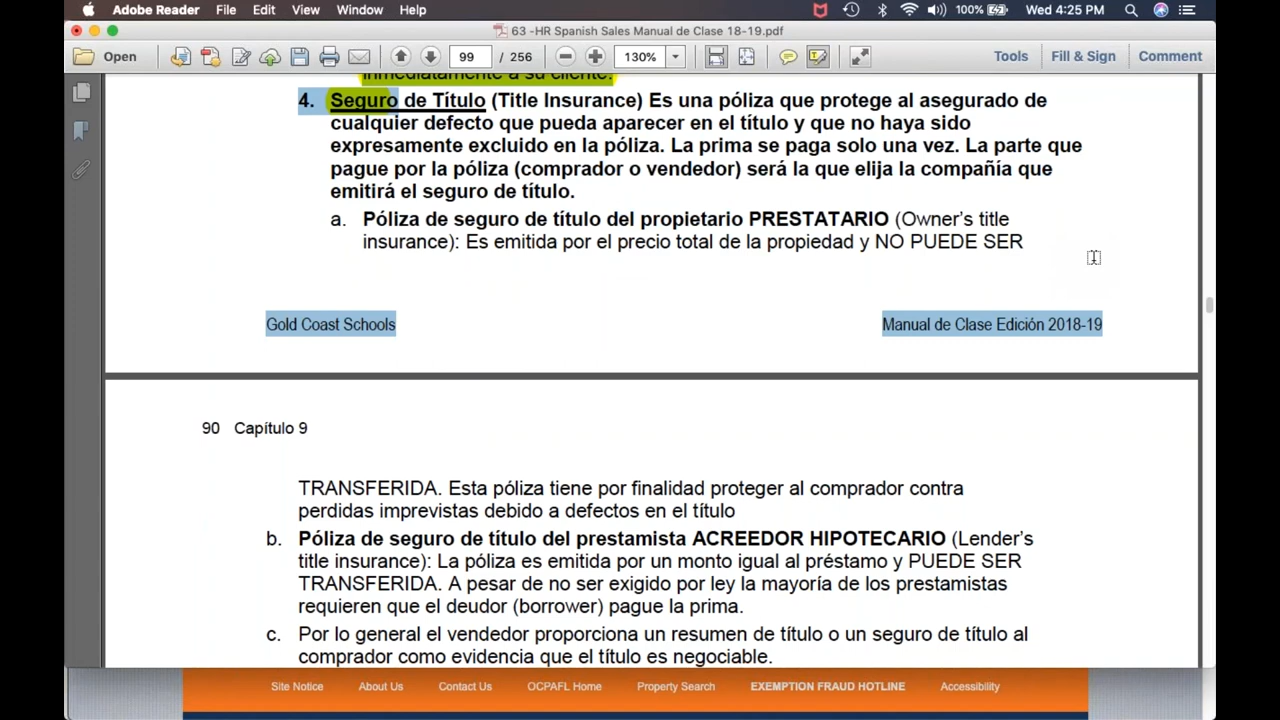 Adobe Reader File Edit View Window Help 100% Wed 4:25 PM
63 -HR Spanish Sales Manual de Clase 18-19.pdf
Open 99 / 256 130% Tools Fill & Sign Comment
inmediatamente a su cliente.
4. Seguro de Título (Title Insurance) Es una póliza que protege al asegurado de
cualquier defecto que pueda aparecer en el título y que no haya sido
expresamente excluido en la póliza. La prima se paga solo una vez. La parte que
pague por la póliza (comprador o vendedor) será la que elija la compañía que
emitirá el seguro de título.
a. Póliza de seguro de título del propietario PRESTATARIO (Owner's title
insurance): Es emitida por el precio total de la propiedad y NO PUEDE SER
Gold Coast Schools Manual de Clase Edición 2018-19
90 Capítulo 9
TRANSFERIDA. Esta póliza tiene por finalidad proteger al comprador contra
perdidas imprevistas debido a defectos en el título
b. Póliza de seguro de título del prestamista ACREEDOR HIPOTECARIO (Lender's
title insurance): La póliza es emitida por un monto igual al préstamo y PUEDE SER
TRANSFERIDA. A pesar de no ser exigido por ley la mayoría de los prestamistas
requieren que el deudor (borrower) pague la prima.
c. Por lo general el vendedor proporciona un resumen de título o un seguro de título al
comprador como evidencia que el título es negociable.
Site Notice About Us Contact Us OCPAFL Home Property Search EXEMPTION FRAUD HOTLINE Accessibility